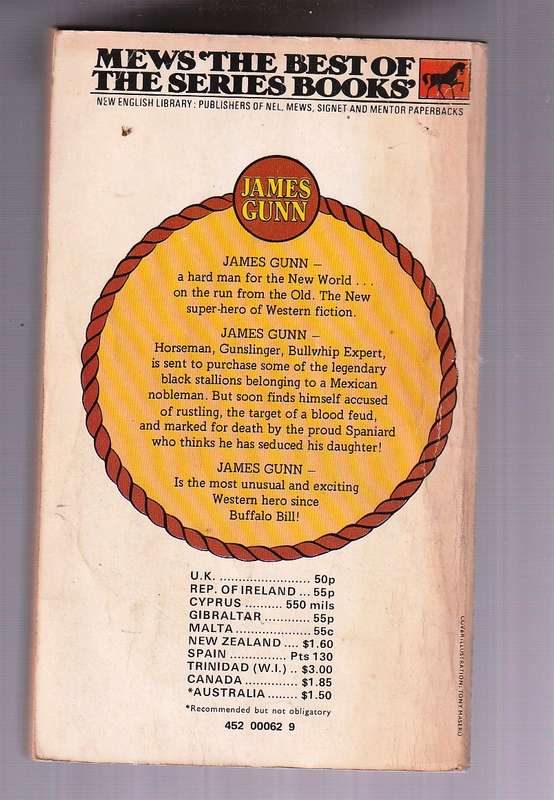 MEWS ‘THE BEST OF
THE SERIES BOOKS’
NEW ENGLISH LIBRARY: PUBLISHERS OF NEL, MEWS, SIGNET AND MENTOR PAPERBACKS
JAMES
GUNN
JAMES GUNN –
a hard man for the New World . . .
on the run from the Old. The New
super-hero of Western fiction.
JAMES GUNN –
Horseman, Gunslinger, Bullwhip Expert,
is sent to purchase some of the legendary
black stallions belonging to a Mexican
nobleman. But soon finds himself accused
of rustling, the target of a blood feud,
and marked for death by the proud Spaniard
who thinks he has seduced his daughter!
JAMES GUNN –
Is the most unusual and exciting
Western hero since
Buffalo Bill!
U.K. ........................ 50p
REP. OF IRELAND ... 55p
CYPRUS .......... 550 mils
GIBRALTAR ............ 55p
MALTA .................... 55c
NEW ZEALAND .... $1.60
SPAIN ............... Pts 130
TRINIDAD (W.I.) .. $3.00
CANADA .............. $1.85
*AUSTRALIA ........ $1.50
*Recommended but not obligatory
452 00062 9
COVER ILLUSTRATION: TONY MASERO